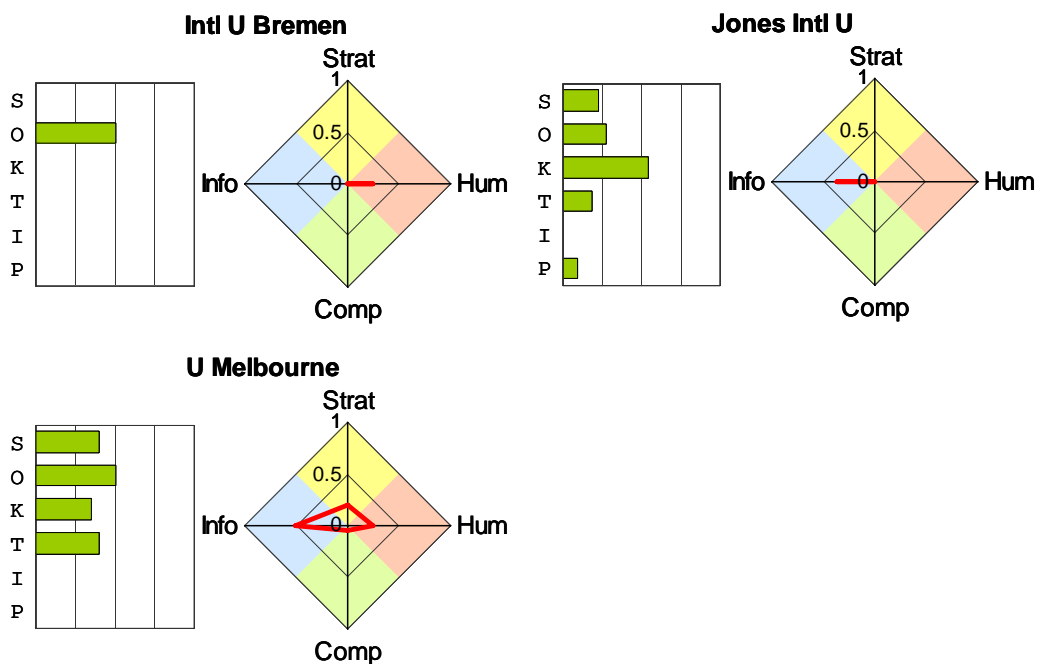 Intl U Bremen
S
O
K
T
I
P
Strat
1
0.5
0
Info
Hum
Comp
Jones Intl U
S
O
K
T
I
P
Strat
1
0.5
0
Info
Hum
Comp
U Melbourne
S
O
K
T
I
P
Strat
1
0.5
0
Info
Hum
Comp